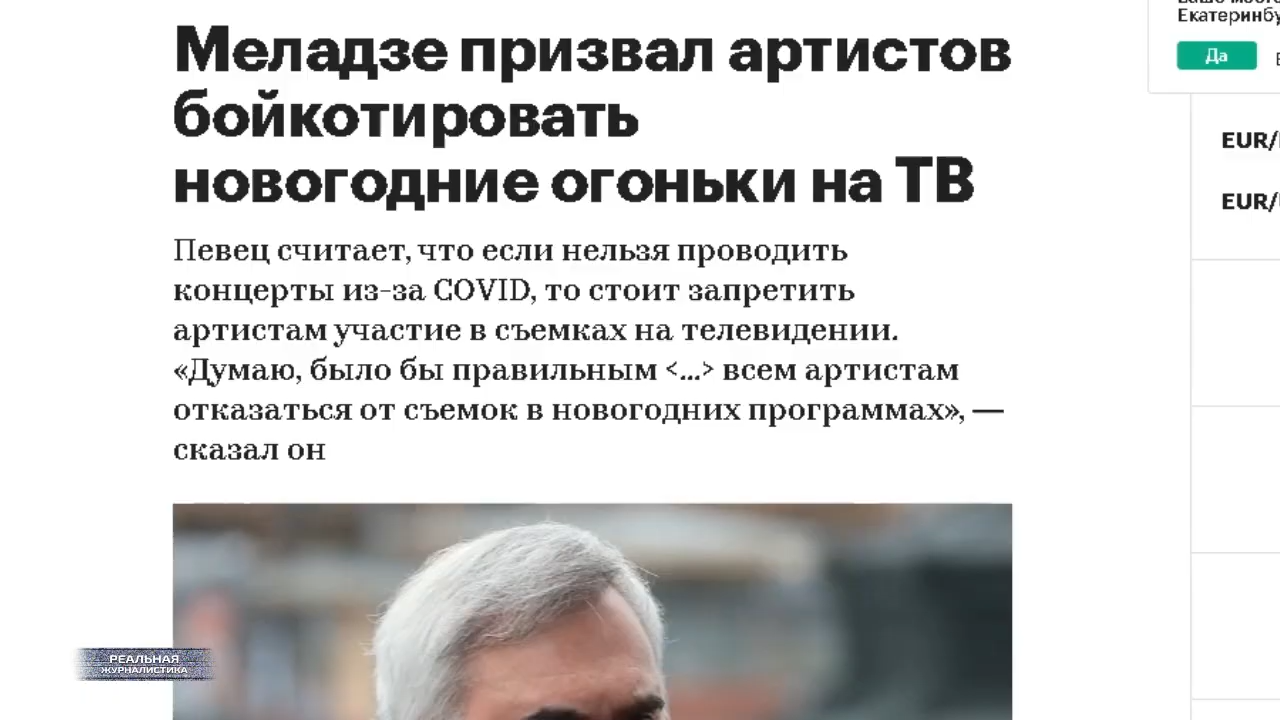 Меладзе призвал артистов
бойкотировать
новогодние огоньки на ТВ
Певец считает, что если нельзя проводить
концерты из-за COVID, то стоит запретить
артистам участие в съемках на телевидении.
«Думаю, было бы правильным <...> всем артистам
отказаться от съемок в новогодних программах», —
сказал он
Екатеринбу
Да
EUR/
EUR/
РЕАЛЬНАЯ
ЖУРНАЛИСТИКА